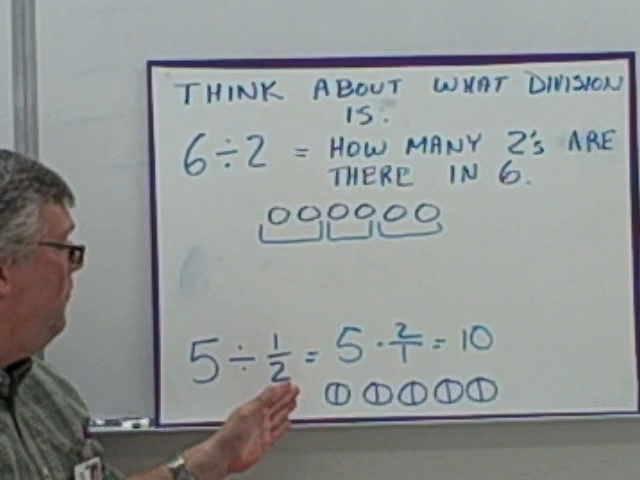 THINK ABOUT WHAT DIVISION
IS.
6 ÷ 2 = HOW MANY 2's ARE
THERE IN 6.
5 ÷ 1/2 = 5 · 2/1 = 10